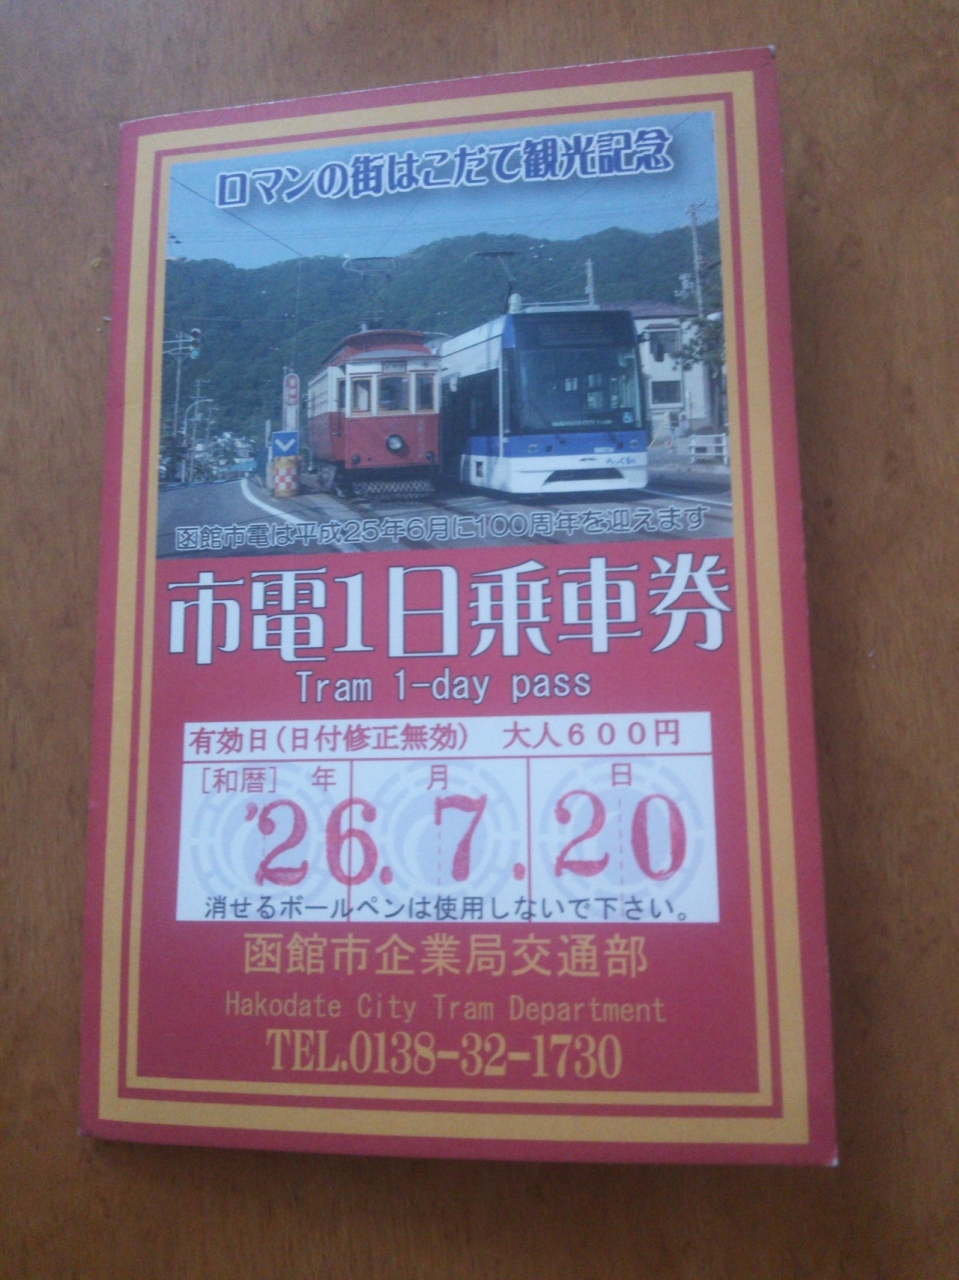 ロマンの街はこだて観光記念
函館市電は平成25年6月に100周年を迎えます
市電1日乗車券
Tram 1-day pass
有効日(日付修正無効) 大人600円
[和暦] 年 月 日
'26. 7. 20
消せるボールペンは使用しないで下さい。
函館市企業局交通部
Hakodate City Tram Department
TEL.0138-32-1730